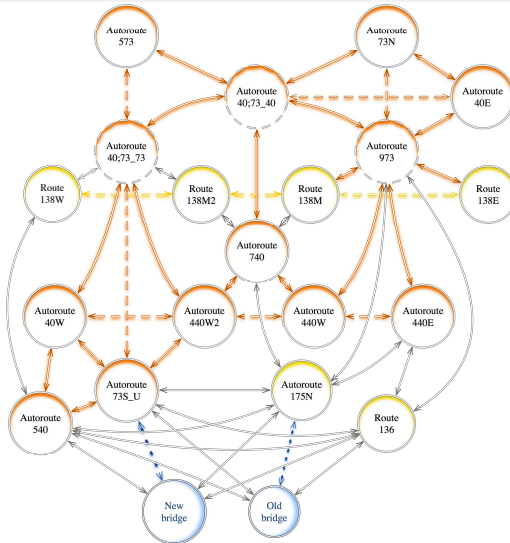 Autoroute
573
Autoroute
73N
Autoroute
40;73_40
Autoroute
40E
Autoroute
40;73_73
Autoroute
973
Route
138W
Route
138M2
Route
138M
Route
138E
Autoroute
740
Autoroute
40W
Autoroute
440W2
Autoroute
440W
Autoroute
440E
Autoroute
73S_U
Autoroute
175N
Autoroute
540
Route
136
New
bridge
Old
bridge